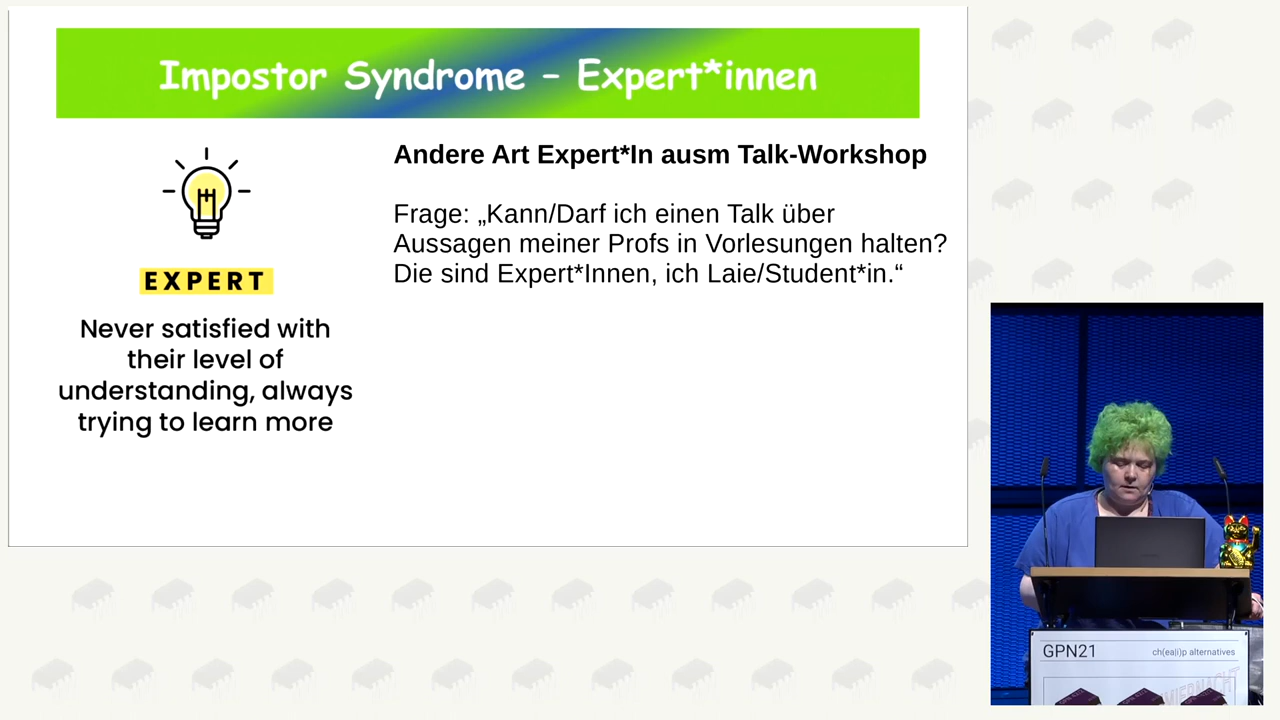 Impostor Syndrome – Expert*innen
EXPERT
Never satisfied with
their level of
understanding, always
trying to learn more
Andere Art Expert*In ausm Talk-Workshop
Frage: „Kann/Darf ich einen Talk über
Aussagen meiner Profs in Vorlesungen halten?
Die sind Expert*Innen, ich Laie/Student*in.“
GPN21
ch(ea|i)p alternatives